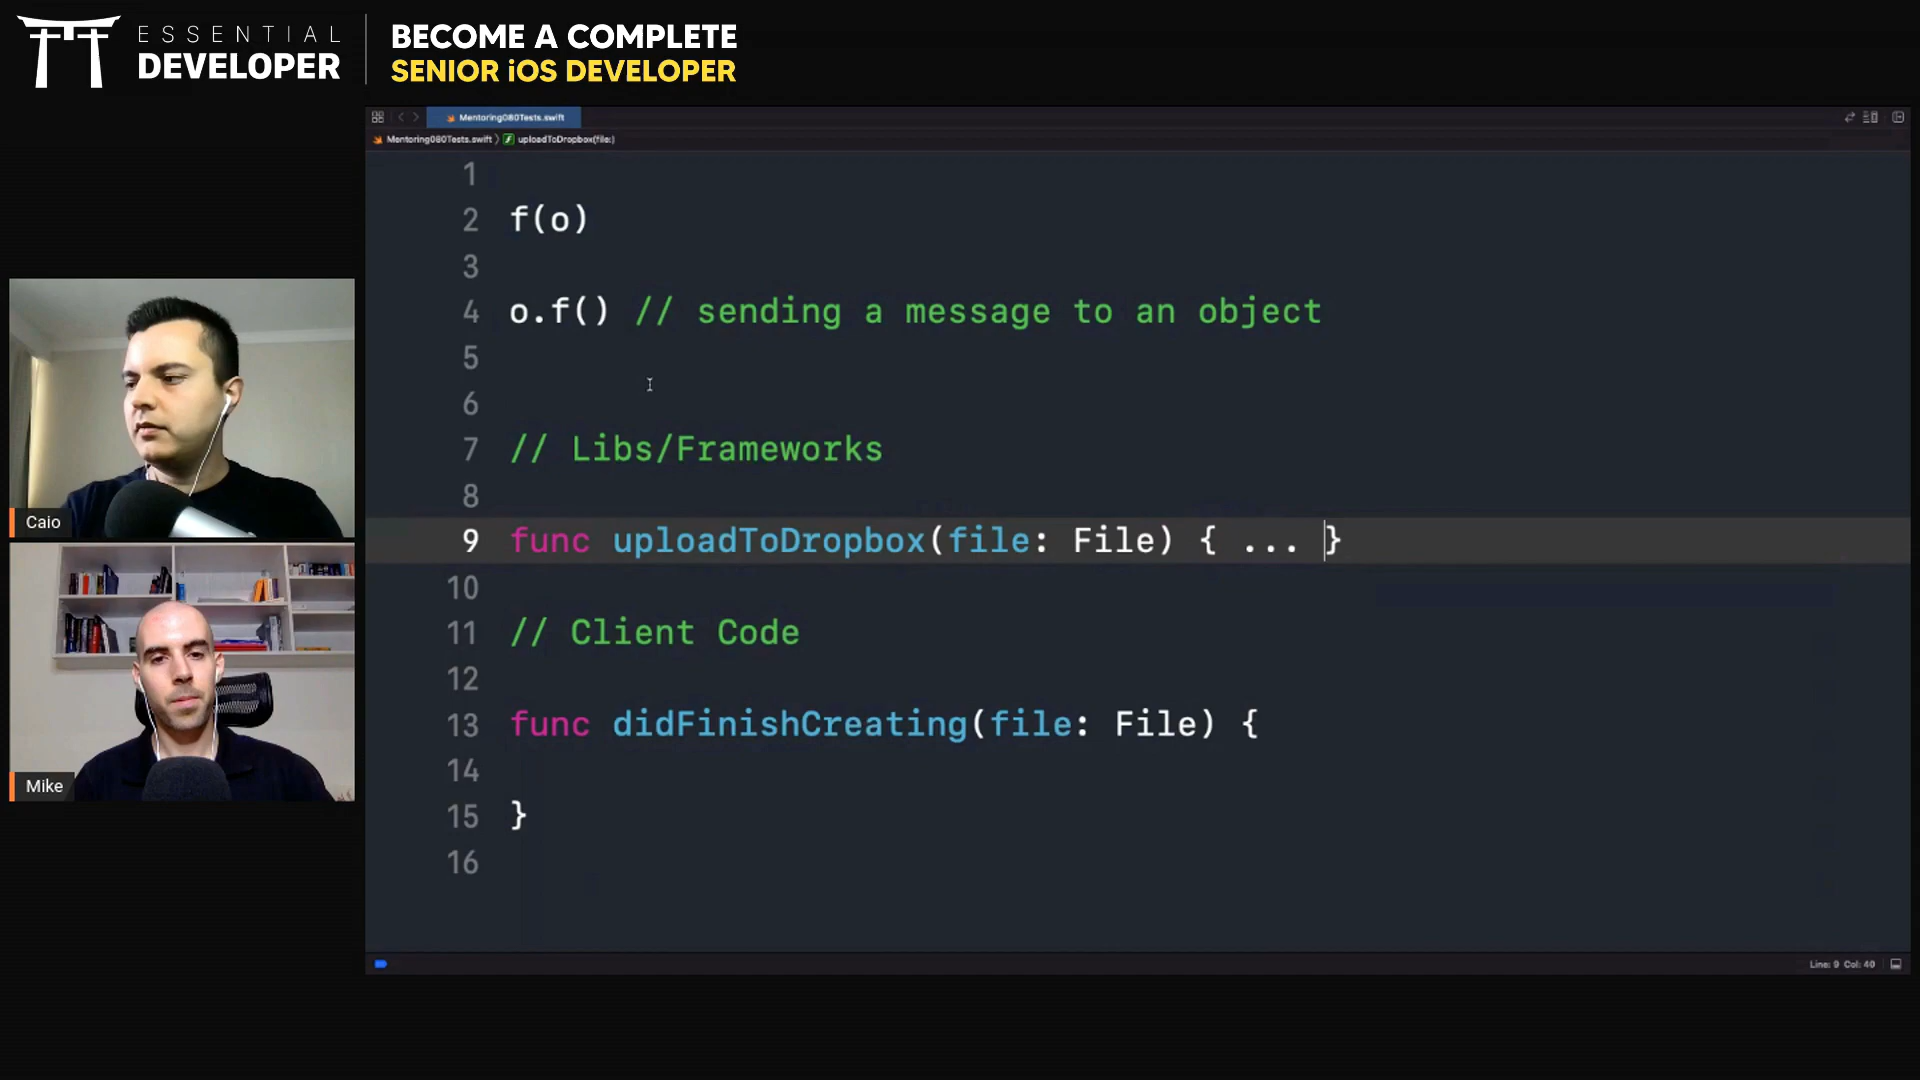 ESSENTIAL
DEVELOPER
BECOME A COMPLETE
SENIOR iOS DEVELOPER
Mentoring080Tests.swift
Mentoring080Tests.swift uploadToDropbox(file:)
1
2 f(o)
3
4 o.f() // sending a message to an object
5
6
7 // Libs/Frameworks
8
9 func uploadToDropbox(file: File) { ... }
10
11 // Client Code
12
13 func didFinishCreating(file: File) {
14
15 }
16
Caio
Mike
Line: 9 Col: 40